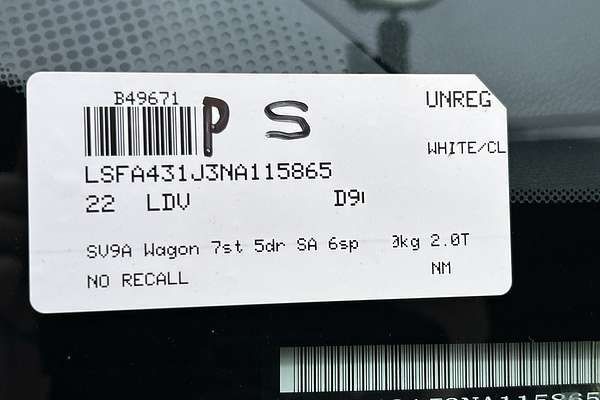 B49671
P S
UNREG
WHITE/CL
LSFA431J3NA115865
22 LDV D9
SV9A Wagon 7st 5dr SA 6sp 0kg 2.0T
NM
NO RECALL